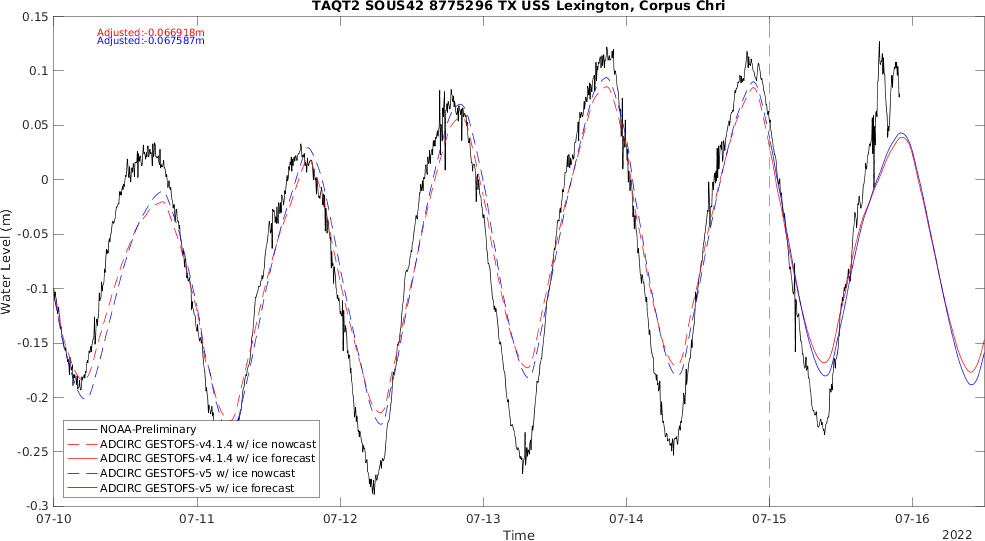 TAQT2 SOUS42 8775296 TX USS Lexington, Corpus Chri
Adjusted:-0.066918m
Adjusted:-0.067587m
0.15
0.1
0.05
0
-0.05
-0.1
-0.15
-0.2
-0.25
-0.3
Water Level (m)
NOAA-Preliminary
ADCIRC GESTOFS-v4.1.4 w/ ice nowcast
ADCIRC GESTOFS-v4.1.4 w/ ice forecast
ADCIRC GESTOFS-v5 w/ ice nowcast
ADCIRC GESTOFS-v5 w/ ice forecast
07-10 07-11 07-12 07-13 07-14 07-15 07-16
Time
2022